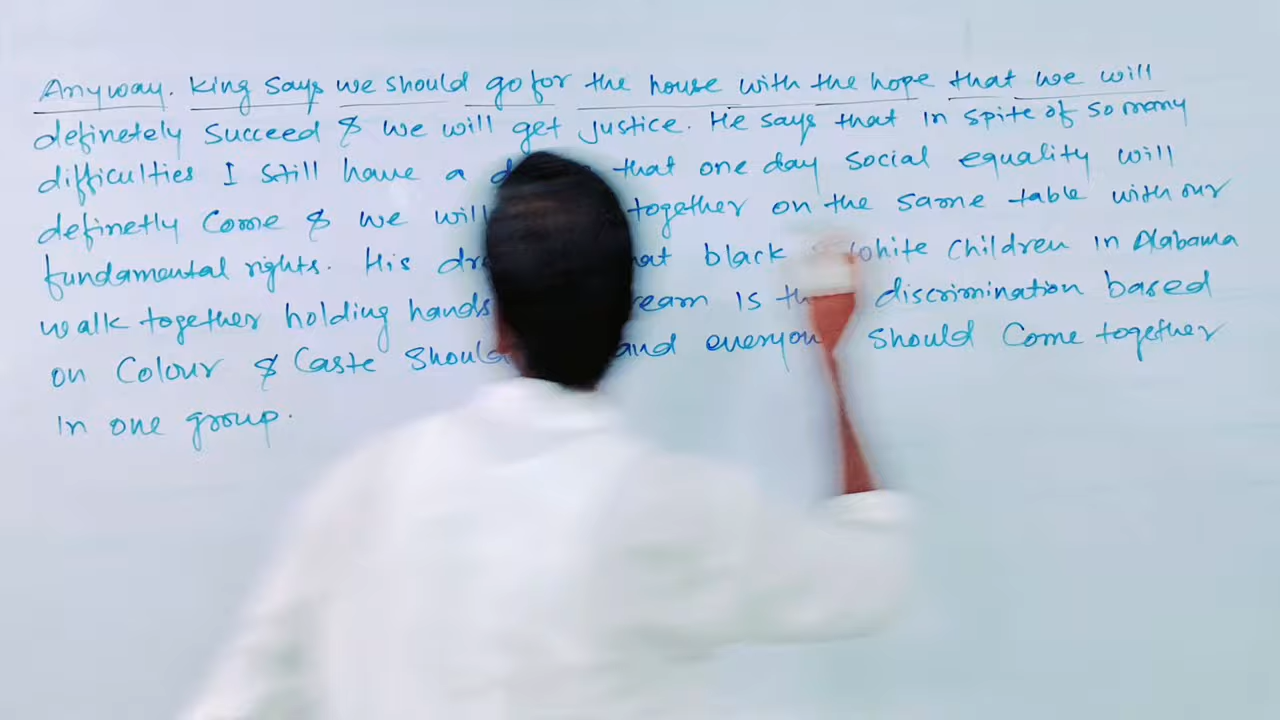 Anyway. King says we should go for the house with the hope that we will
definetely succeed & we will get justice. He says that in spite of so many
difficulties I still have a that one day social equality will
definetly come & we will together on the same table with our
fundamental rights. His black white children in Alabama
walk together holding hands is discrimination based
on Colour & Caste should and should come together
in one group.